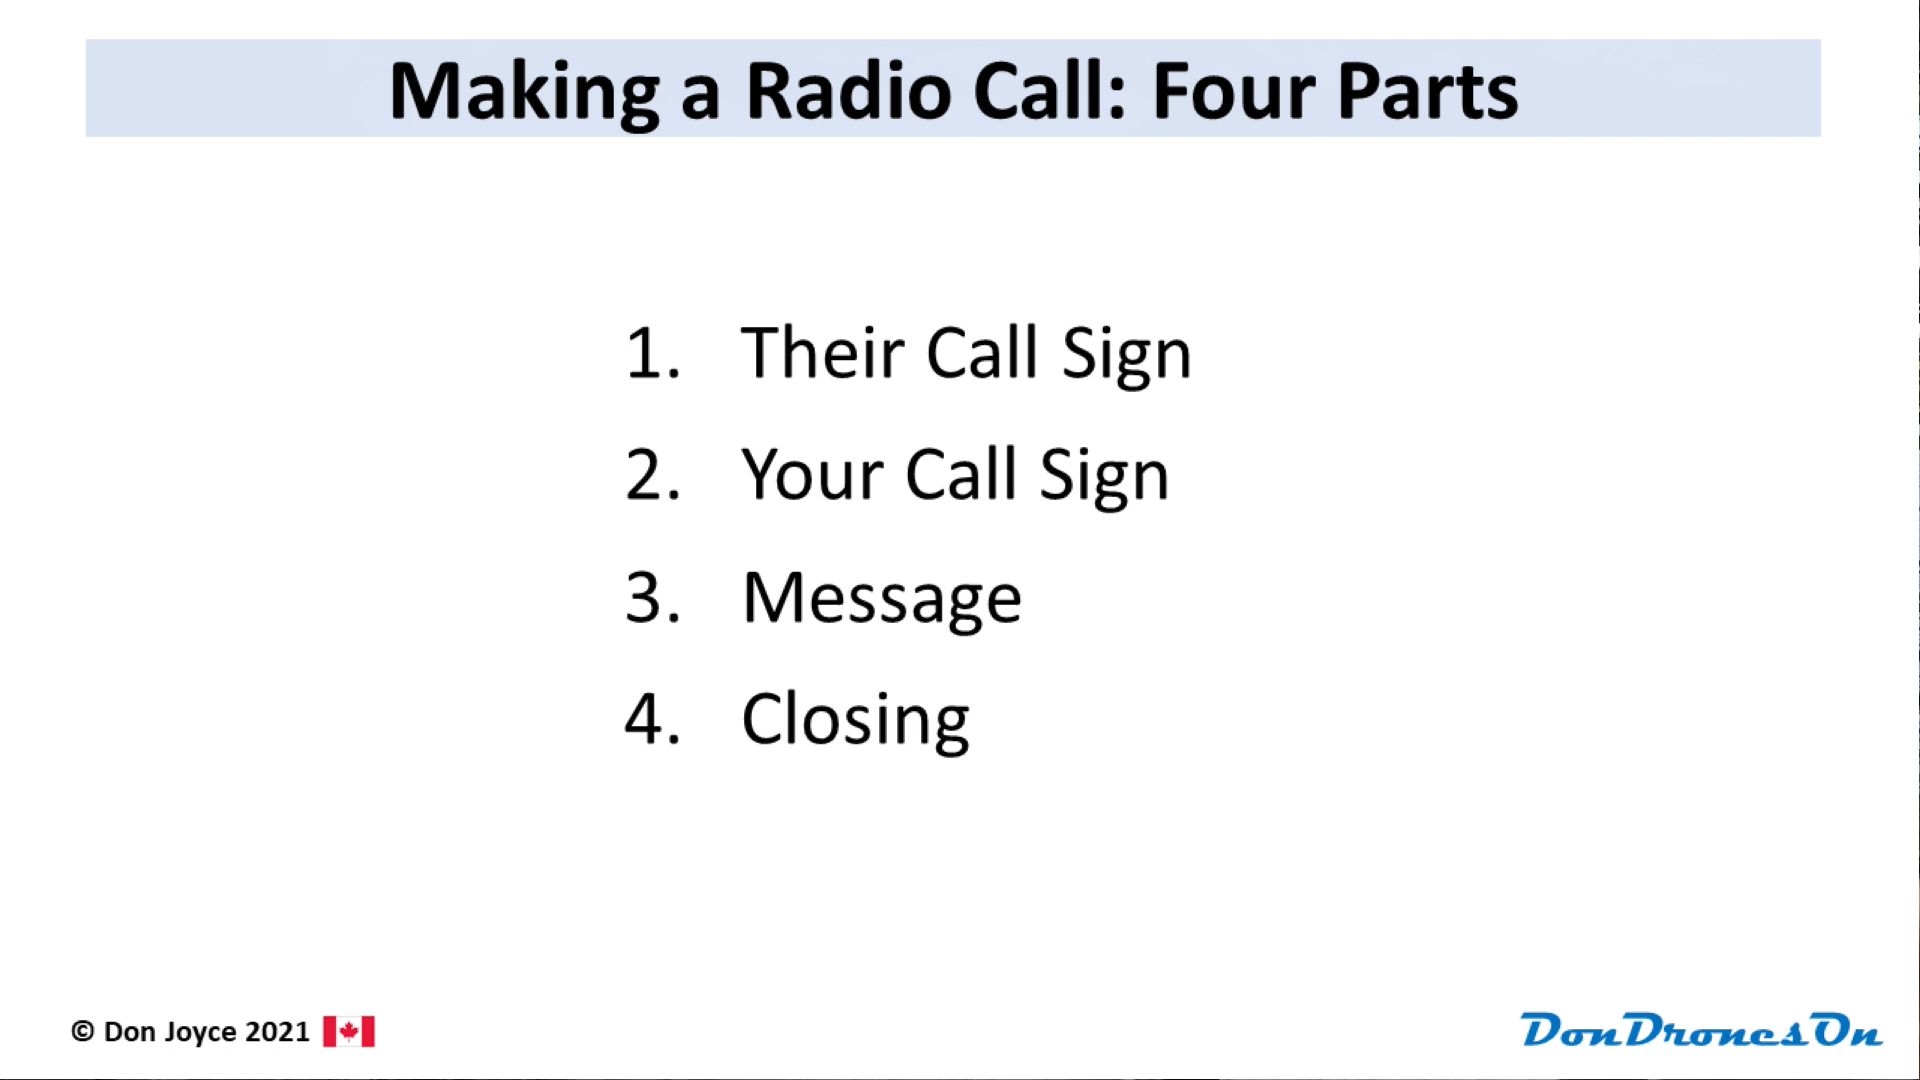 Making a Radio Call: Four Parts
1. Their Call Sign
2. Your Call Sign
3. Message
4. Closing
© Don Joyce 2021
DonDronesOn